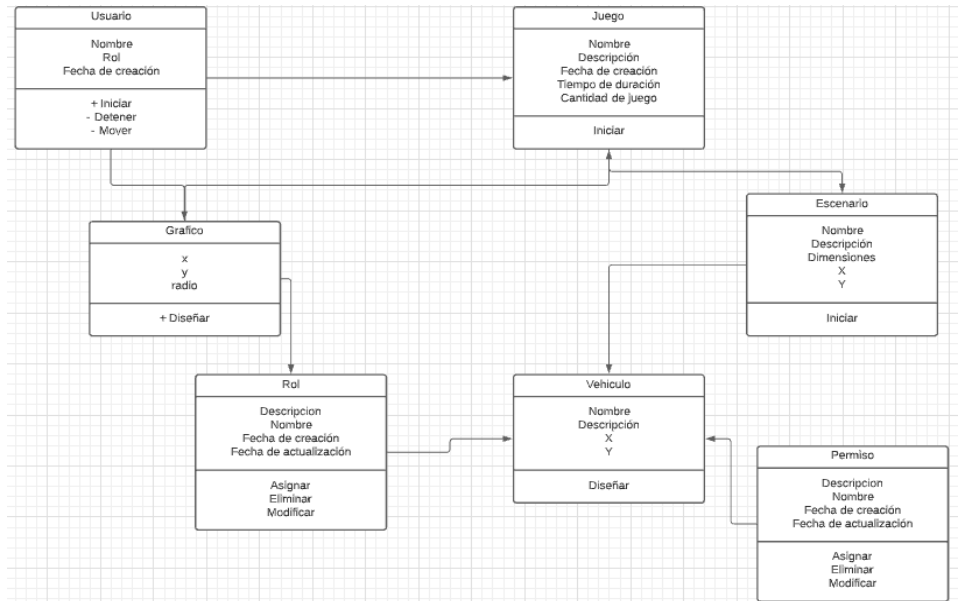 Usuario
Nombre
Rol
Fecha de creación
+ Iniciar
- Detener
- Mover
Juego
Nombre
Descripción
Fecha de creación
Tiempo de duración
Cantidad de juego
Iniciar
Grafico
x
y
radio
+ Diseñar
Escenario
Nombre
Descripción
Dimensiones
X
Y
Iniciar
Rol
Descripcion
Nombre
Fecha de creación
Fecha de actualización
Asignar
Eliminar
Modificar
Vehiculo
Nombre
Descripción
X
Y
Diseñar
Permiso
Descripcion
Nombre
Fecha de creación
Fecha de actualización
Asignar
Eliminar
Modificar